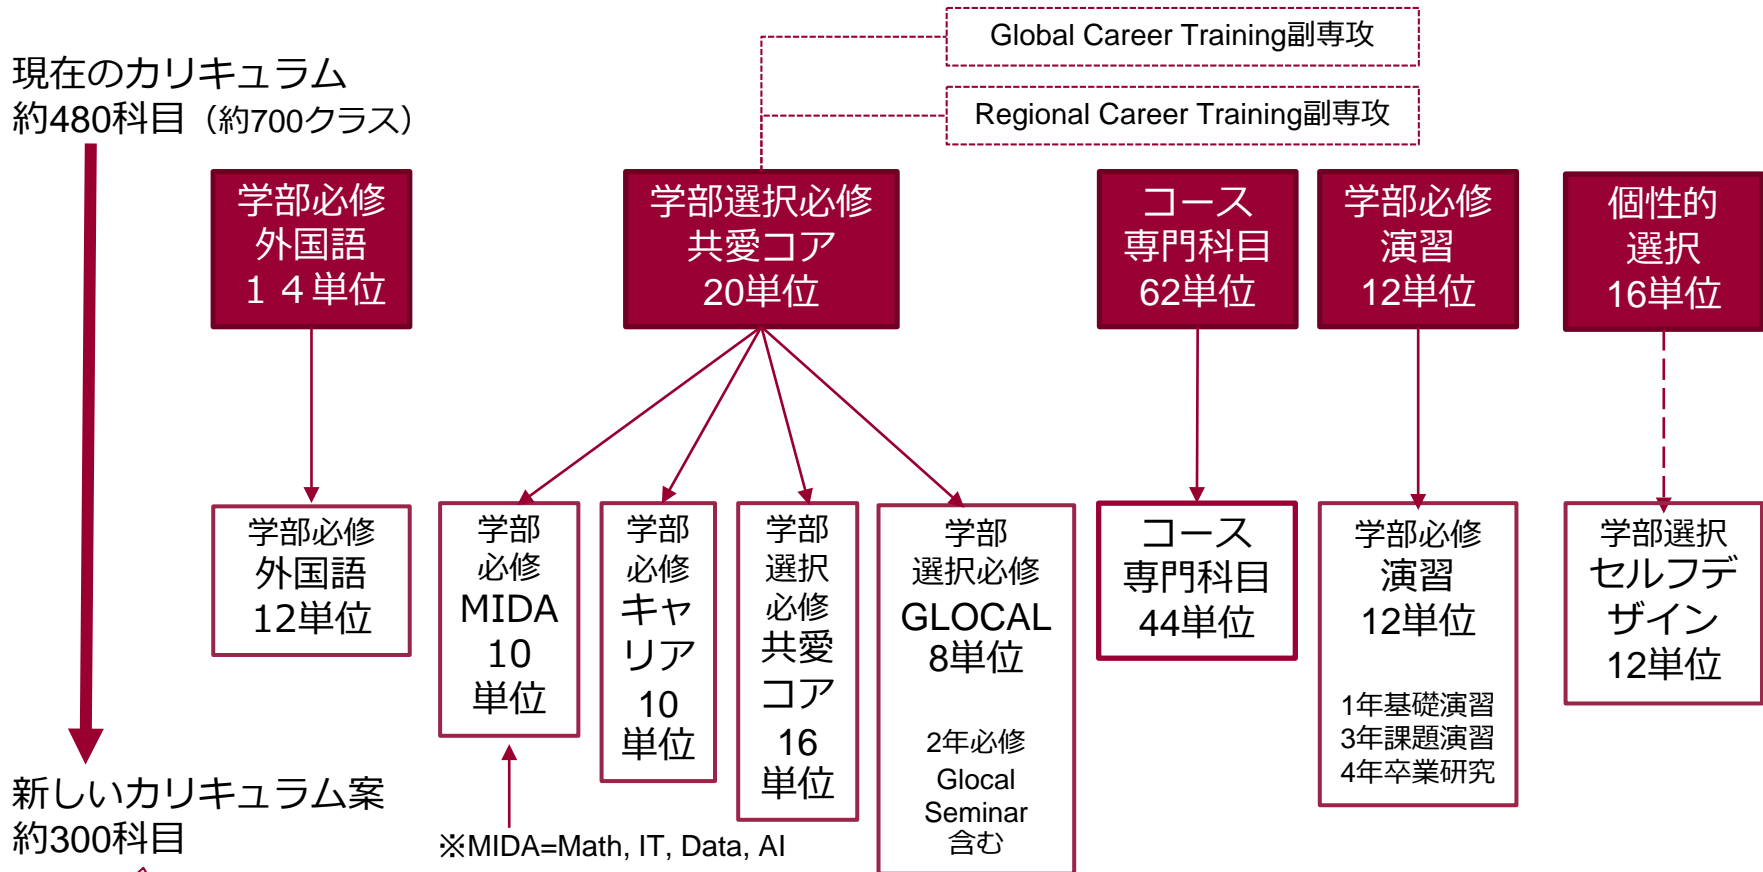 Global Career Training副専攻
現在のカリキュラム
約480科目（約700クラス）
Regional Career Training副専攻
学部必修
外国語
１４単位
学部選択必修
共愛コア
20単位
コース
専門科目
62単位
学部必修
演習
12単位
個性的
選択
16単位
学部必修
外国語
12単位
学部
必修
MIDA
10
単位
学部
必修
キャ
リア
10
単位
学部
選択
必修
共愛
コア
16
単位
学部
選択必修
GLOCAL
8単位
2年必修
Glocal
Seminar
含む
コース
専門科目
44単位
学部必修
演習
12単位
1年基礎演習
3年課題演習
4年卒業研究
学部選択
セルフデ
ザイン
12単位
新しいカリキュラム案
約300科目
※MIDA=Math, IT, Data, AI